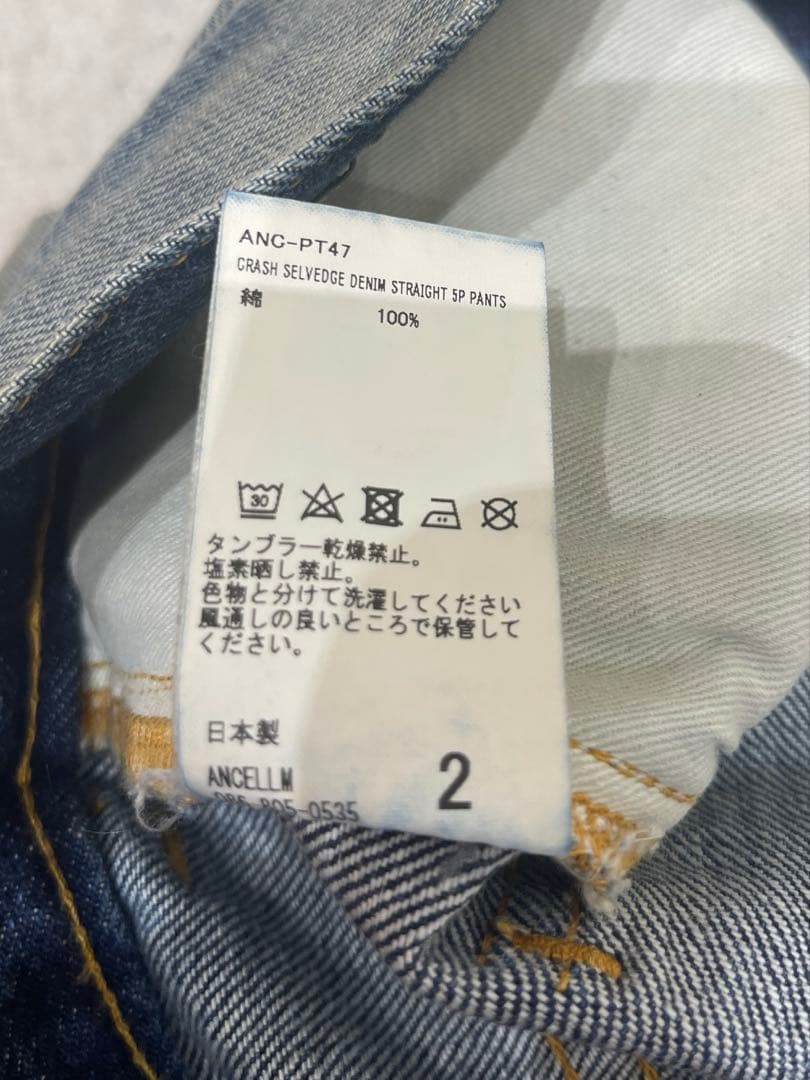 ANC-PT47
CRASH SELVEDGE DENIM STRAIGHT 5P PANTS
綿 100%
30
タンブラー乾燥禁止。
塩素晒し禁止。
色物と分けて洗濯してください
風通しの良いところで保管して
ください。
日本製
ANCELLM 2
805-0535